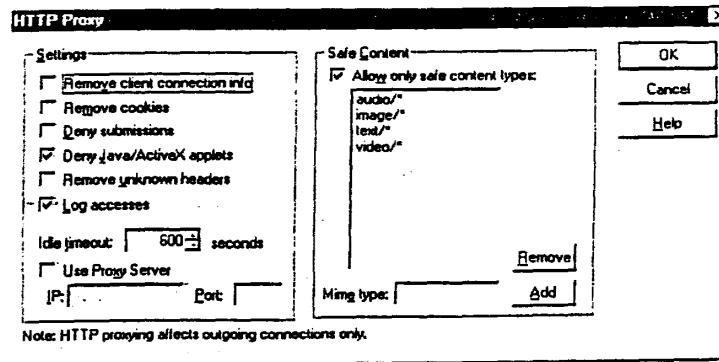 HTTP Proxy
Settings
Remove client connection info
Remove cookies
Deny submissions
Deny Java/ActiveX applets
Remove unknown headers
Log accesses
Idle timeout: 600 seconds
Use Proxy Server
IP: Port:
Safe Content
Allow only safe content types:
audio/*
image/*
text/*
video/*
Remove
Mime type: Add
OK
Cancel
Help
Note: HTTP proxying affects outgoing connections only.